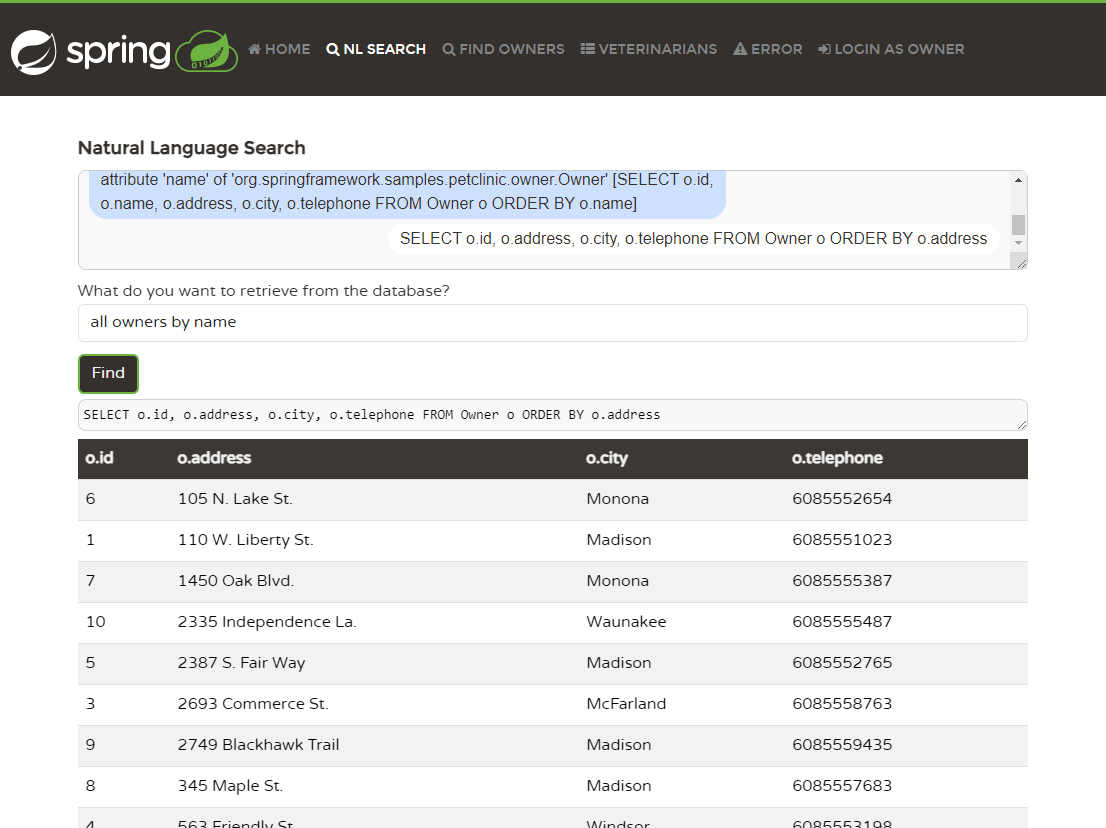 spring HOME NL SEARCH FIND OWNERS VETERINARIANS ERROR LOGIN AS OWNER
Natural Language Search
attribute 'name' of 'org.springframework.samples.petclinic.owner.Owner' [SELECT o.id,
o.name, o.address, o.city, o.telephone FROM Owner o ORDER BY o.name]
SELECT o.id, o.address, o.city, o.telephone FROM Owner o ORDER BY o.address
What do you want to retrieve from the database?
all owners by name
Find
SELECT o.id, o.address, o.city, o.telephone FROM Owner o ORDER BY o.address
o.id o.address o.city o.telephone
6 105 N. Lake St. Monona 6085552654
1 110 W. Liberty St. Madison 6085551023
7 1450 Oak Blvd. Monona 6085555387
10 2335 Independence La. Waunakee 6085555487
5 2387 S. Fair Way Madison 6085552765
3 2693 Commerce St. McFarland 6085558763
9 2749 Blackhawk Trail Madison 6085559435
8 345 Maple St. Madison 6085557683
4 563 Friendly St. Windsor 6085553198